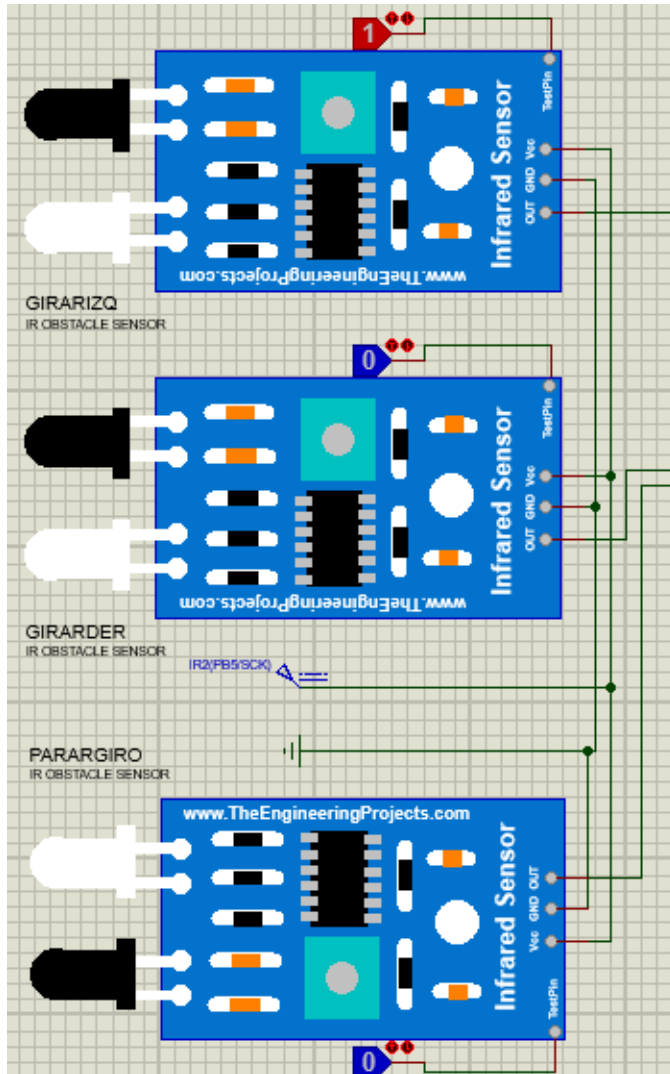 1
TestPin
Vcc
GND
OUT
Infrared Sensor
www.TheEngineeringProjects.com
GIRARIZQ
IR OBSTACLE SENSOR
0
TestPin
Vcc
GND
OUT
Infrared Sensor
www.TheEngineeringProjects.com
GIRARDER
IR OBSTACLE SENSOR
IR2(PB5/SCK)
PARARGIRO
IR OBSTACLE SENSOR
www.TheEngineeringProjects.com
Infrared Sensor
OUT
GND
Vcc
TestPin
0